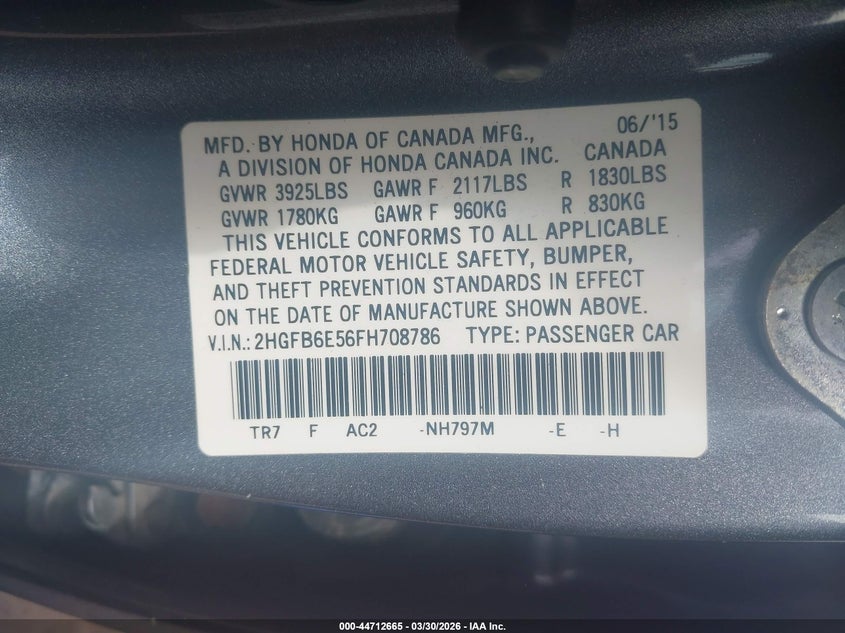 MFD. BY HONDA OF CANADA MFG., 06/'15
A DIVISION OF HONDA CANADA INC. CANADA
GVWR 3925LBS GAWR F 2117LBS R 1830LBS
GVWR 1780KG GAWR F 960KG R 830KG
THIS VEHICLE CONFORMS TO ALL APPLICABLE
FEDERAL MOTOR VEHICLE SAFETY, BUMPER,
AND THEFT PREVENTION STANDARDS IN EFFECT
ON THE DATE OF MANUFACTURE SHOWN ABOVE.
V.I.N.: 2HGFB6E56FH708786 TYPE: PASSENGER CAR
TR7 F AC2 -NH797M -E -H
000-44712665 - 03/30/2026 - IAA Inc.